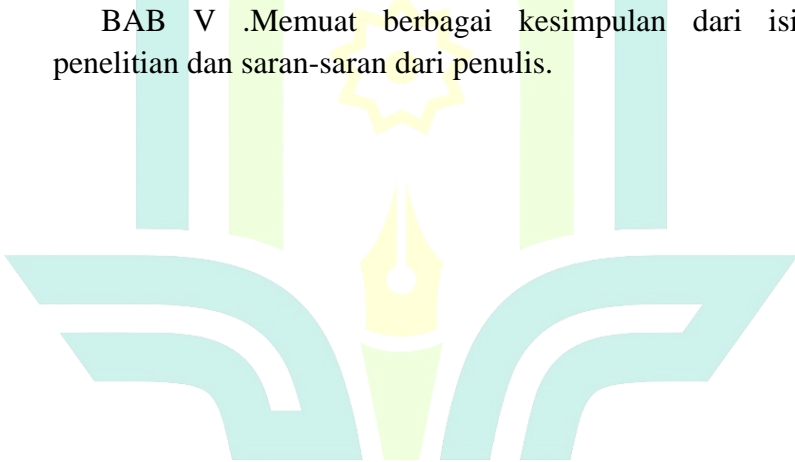 BAB V .Memuat berbagai kesimpulan dari isi
penelitian dan saran-saran dari penulis.